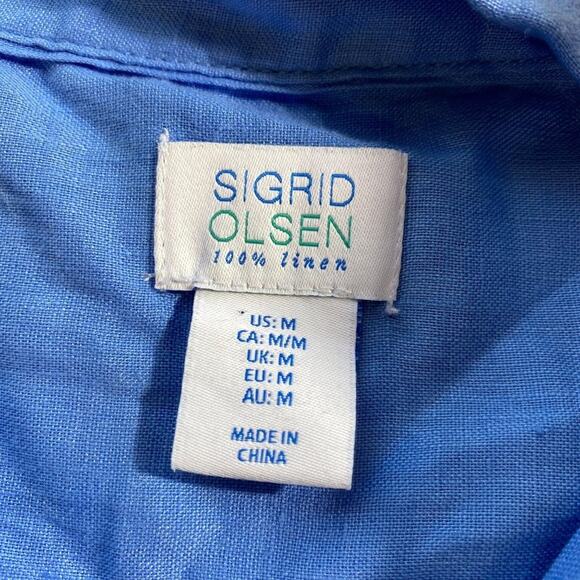 SIGRID
OLSEN
100% linen
US: M
CA: M/M
UK: M
EU: M
AU: M
MADE IN
CHINA